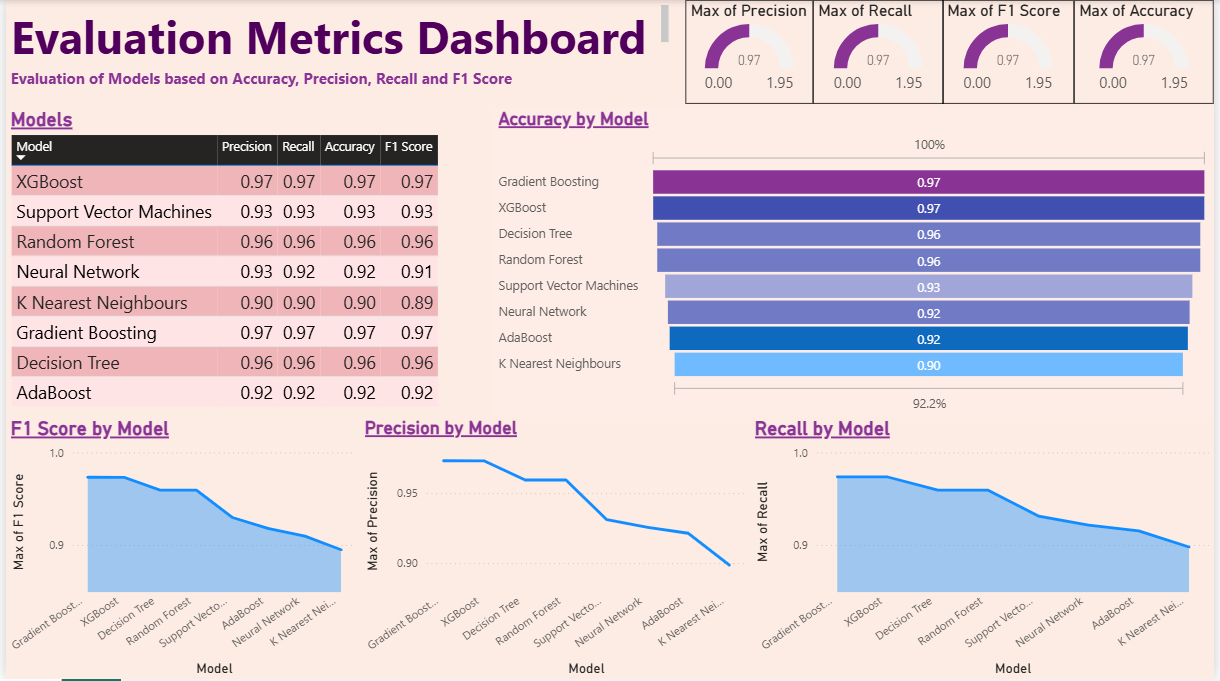 Evaluation Metrics Dashboard
Evaluation of Models based on Accuracy, Precision, Recall and F1 Score
Max of Precision
0.97
0.00 1.95
Max of Recall
0.97
0.00 1.95
Max of F1 Score
0.97
0.00 1.95
Max of Accuracy
0.97
0.00 1.95
Models
Model Precision Recall Accuracy F1 Score
XGBoost 0.97 0.97 0.97 0.97
Support Vector Machines 0.93 0.93 0.93 0.93
Random Forest 0.96 0.96 0.96 0.96
Neural Network 0.93 0.92 0.92 0.91
K Nearest Neighbours 0.90 0.90 0.90 0.89
Gradient Boosting 0.97 0.97 0.97 0.97
Decision Tree 0.96 0.96 0.96 0.96
AdaBoost 0.92 0.92 0.92 0.92
Accuracy by Model
100%
Gradient Boosting 0.97
XGBoost 0.97
Decision Tree 0.96
Random Forest 0.96
Support Vector Machines 0.93
Neural Network 0.92
AdaBoost 0.92
K Nearest Neighbours 0.90
92.2%
F1 Score by Model
Max of F1 Score
1.0
0.9
Gradient Boost...
XGBoost
Decision Tree
Random Forest
Support Vecto...
AdaBoost
Neural Network
K Nearest Nei...
Model
Precision by Model
Max of Precision
0.95
0.90
Gradient Boost...
XGBoost
Decision Tree
Random Forest
Support Vecto...
Neural Network
AdaBoost
K Nearest Nei...
Model
Recall by Model
Max of Recall
1.0
0.9
Gradient Boost...
XGBoost
Decision Tree
Random Forest
Support Vecto...
Neural Network
AdaBoost
K Nearest Nei...
Model